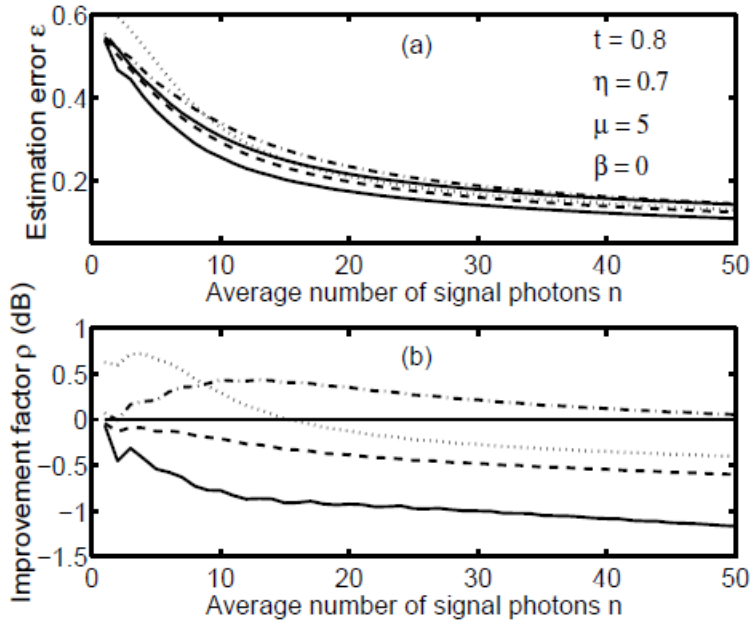 Estimation error ε
0.6
0.4
0.2
(a)
t = 0.8
η = 0.7
μ = 5
β = 0
0 10 20 30 40 50
Average number of signal photons n
Improvement factor ρ (dB)
1
0.5
0
−0.5
−1
−1.5
(b)
0 10 20 30 40 50
Average number of signal photons n